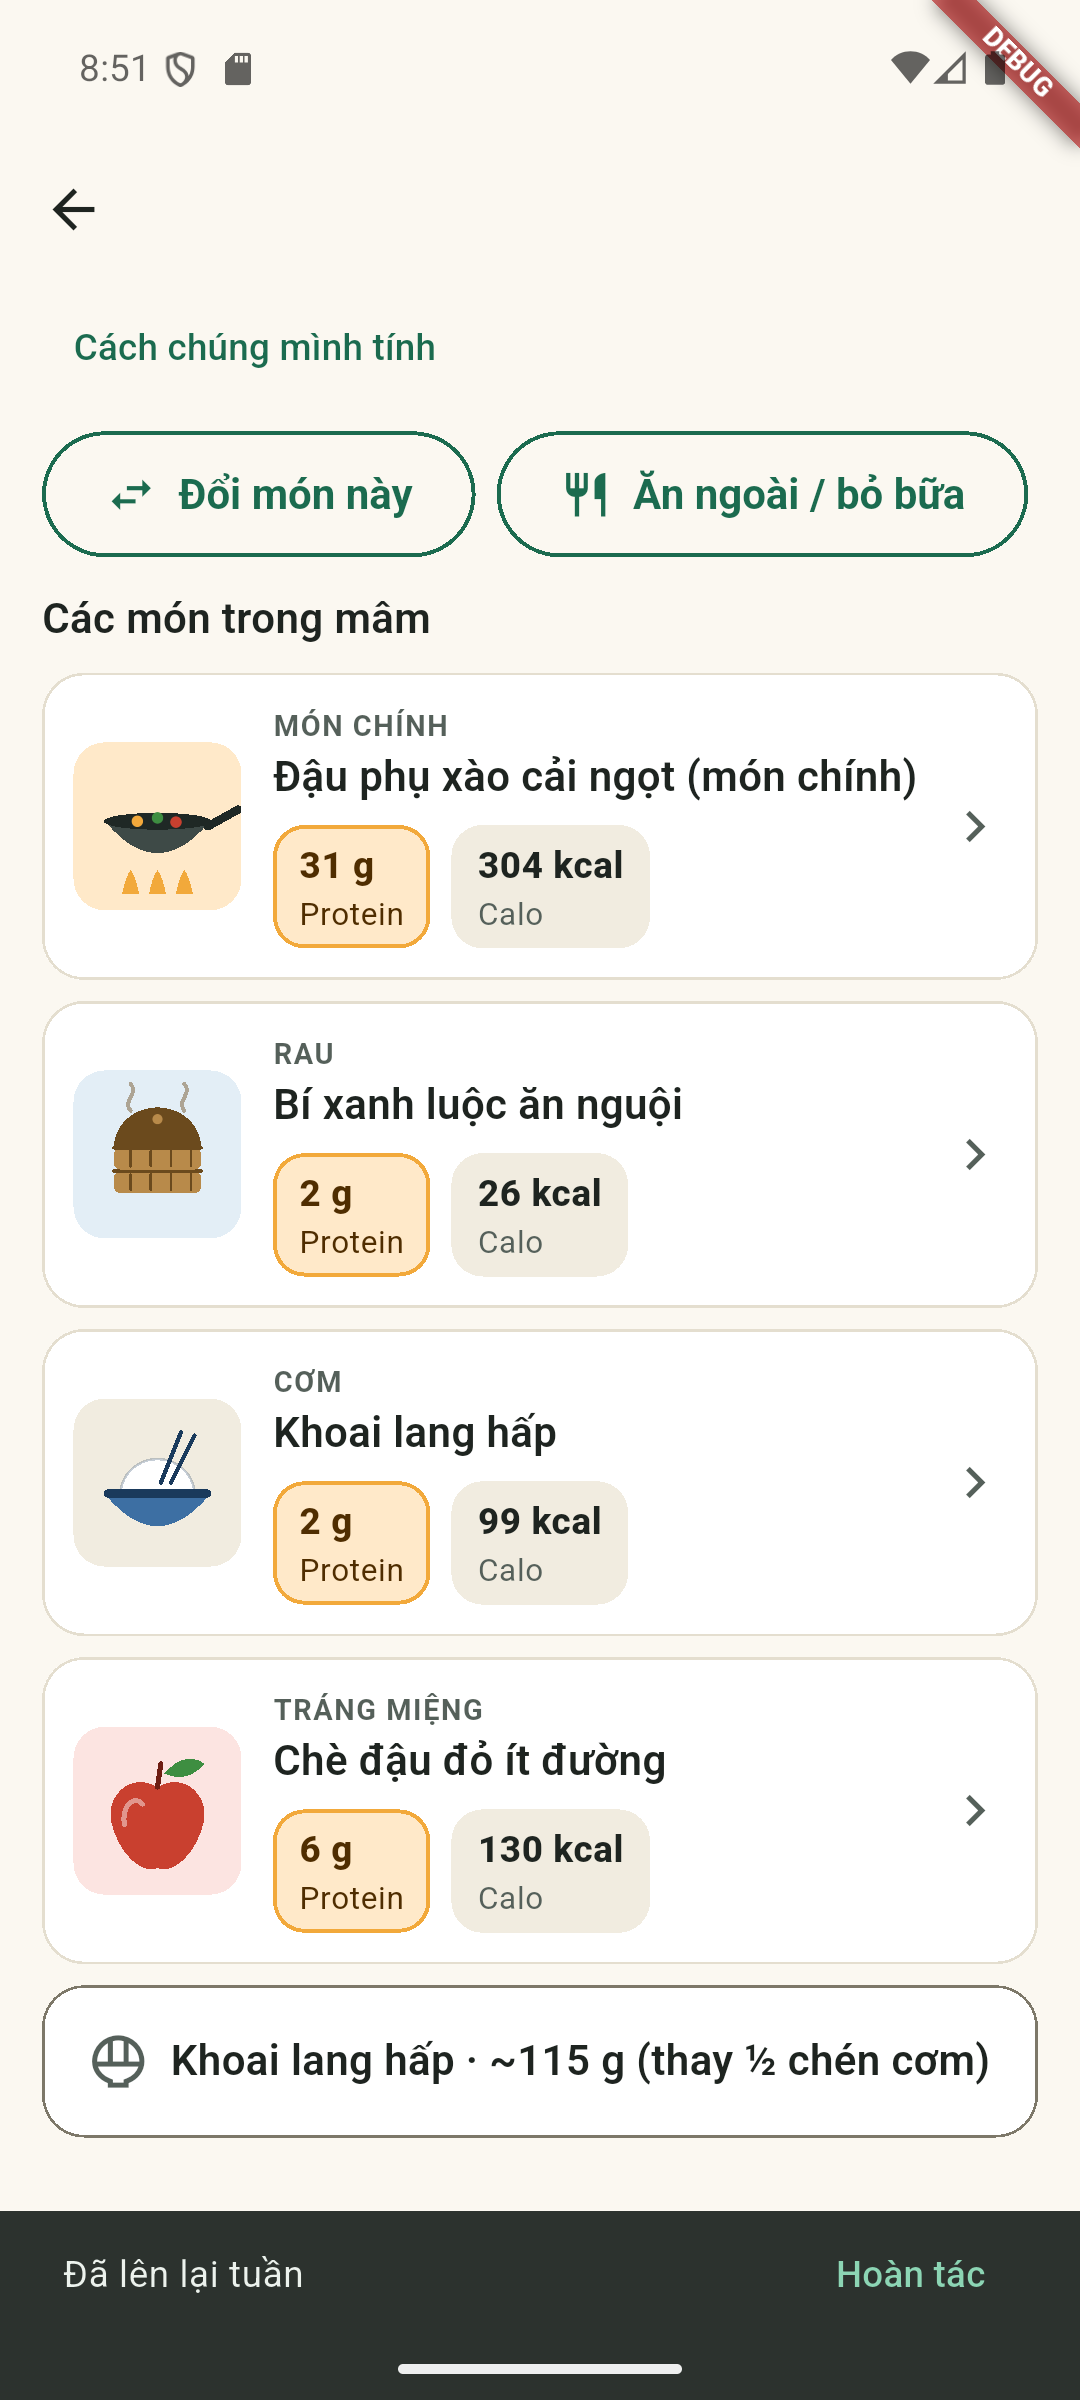 8:51
DEBUG
Cách chúng mình tính
Đổi món này
Ăn ngoài / bỏ bữa
Các món trong mâm
MÓN CHÍNH
Đậu phụ xào cải ngọt (món chính)
31 g
Protein
304 kcal
Calo
RAU
Bí xanh luộc ăn nguội
2 g
Protein
26 kcal
Calo
CƠM
Khoai lang hấp
2 g
Protein
99 kcal
Calo
TRÁNG MIỆNG
Chè đậu đỏ ít đường
6 g
Protein
130 kcal
Calo
Khoai lang hấp · ~115 g (thay ½ chén cơm)
Đã lên lại tuần
Hoàn tác